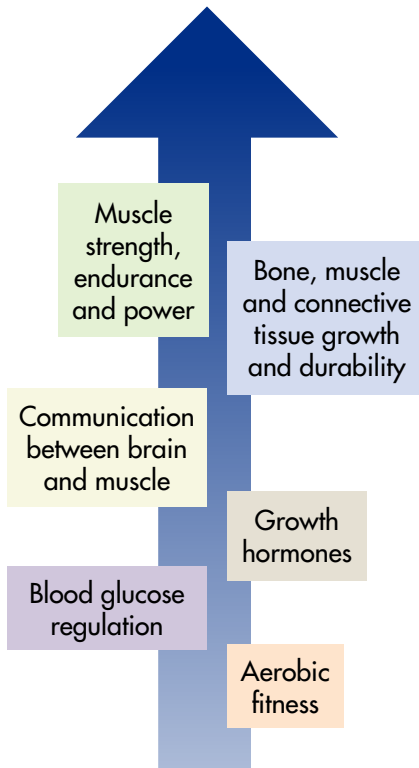 Muscle
strength,
endurance
and power
Bone, muscle
and connective
tissue growth
and durability
Communication
between brain
and muscle
Growth
hormones
Blood glucose
regulation
Aerobic
fitness